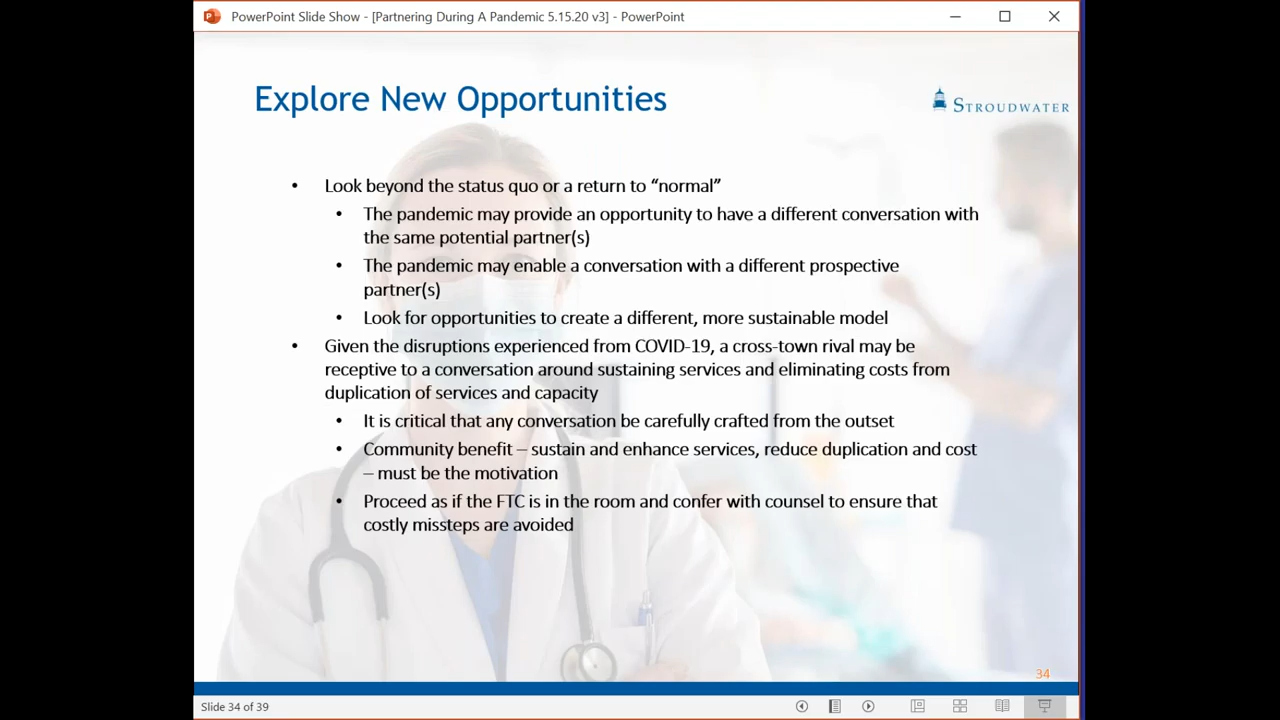 PowerPoint Slide Show - [Partnering During A Pandemic 5.15.20 v3] - PowerPoint
Explore New Opportunities
STROUDWATER
• Look beyond the status quo or a return to “normal”
• The pandemic may provide an opportunity to have a different conversation with
the same potential partner(s)
• The pandemic may enable a conversation with a different prospective
partner(s)
• Look for opportunities to create a different, more sustainable model
• Given the disruptions experienced from COVID-19, a cross-town rival may be
receptive to a conversation around sustaining services and eliminating costs from
duplication of services and capacity
• It is critical that any conversation be carefully crafted from the outset
• Community benefit – sustain and enhance services, reduce duplication and cost
– must be the motivation
• Proceed as if the FTC is in the room and confer with counsel to ensure that
costly missteps are avoided
34
Slide 34 of 39